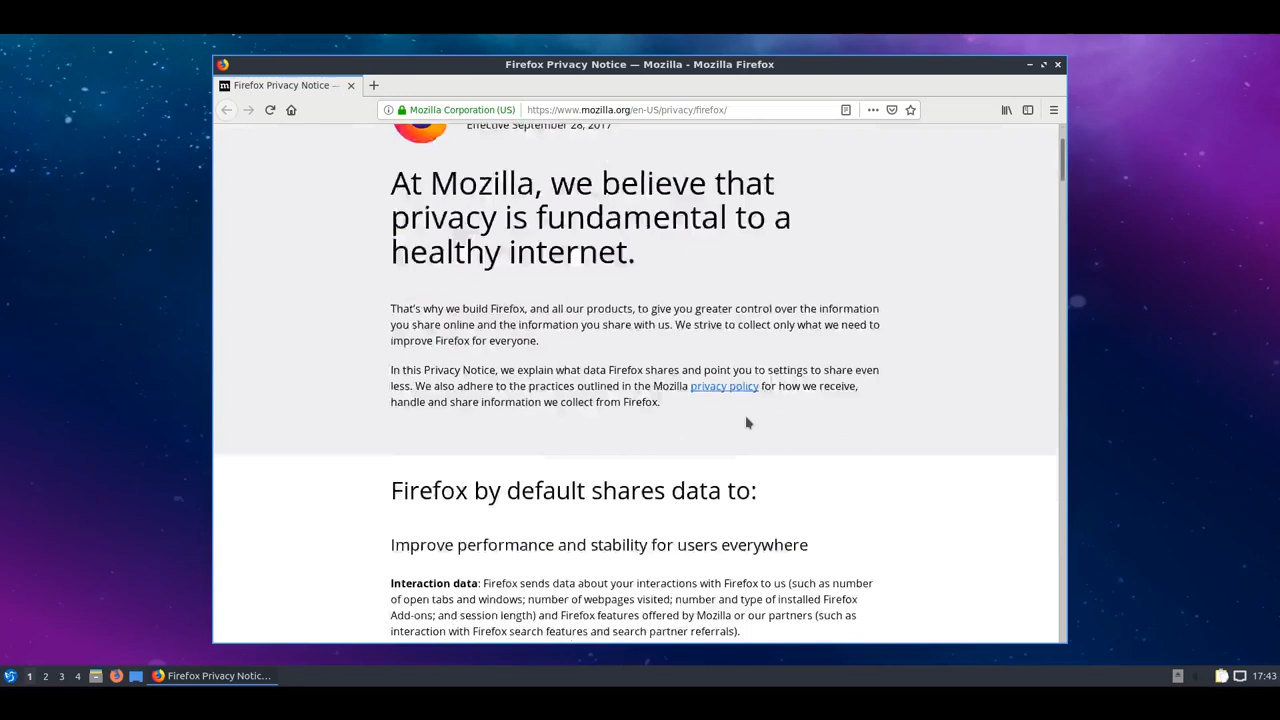 Firefox Privacy Notice — Mozilla - Mozilla Firefox
Firefox Privacy Notice —
Mozilla Corporation (US)
https://www.mozilla.org/en-US/privacy/firefox/
Effective September 28, 2017
At Mozilla, we believe that
privacy is fundamental to a
healthy internet.
That’s why we build Firefox, and all our products, to give you greater control over the information
you share online and the information you share with us. We strive to collect only what we need to
improve Firefox for everyone.
In this Privacy Notice, we explain what data Firefox shares and point you to settings to share even
less. We also adhere to the practices outlined in the Mozilla privacy policy for how we receive,
handle and share information we collect from Firefox.
Firefox by default shares data to:
Improve performance and stability for users everywhere
Interaction data: Firefox sends data about your interactions with Firefox to us (such as number
of open tabs and windows; number of webpages visited; number and type of installed Firefox
Add-ons; and session length) and Firefox features offered by Mozilla or our partners (such as
interaction with Firefox search features and search partner referrals).
1 2 3 4 Firefox Privacy Notic... 17:43